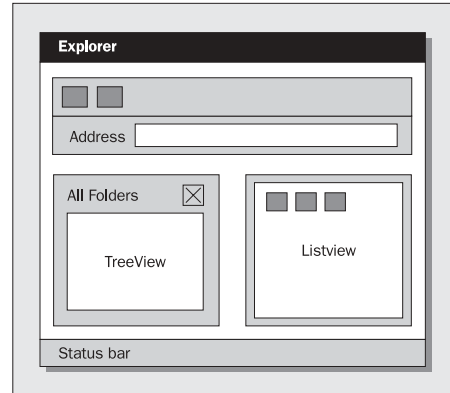 Explorer
Address
All Folders
TreeView
Listview
Status bar